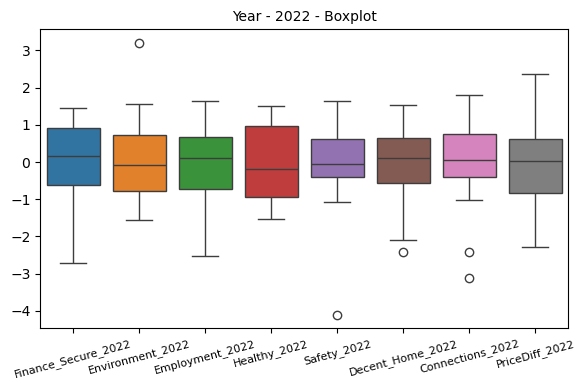 Year - 2022 - Boxplot
3
2
1
0
−1
−2
−3
−4
Finance_Secure_2022
Environment_2022
Employment_2022
Healthy_2022
Safety_2022
Decent_Home_2022
Connections_2022
PriceDiff_2022